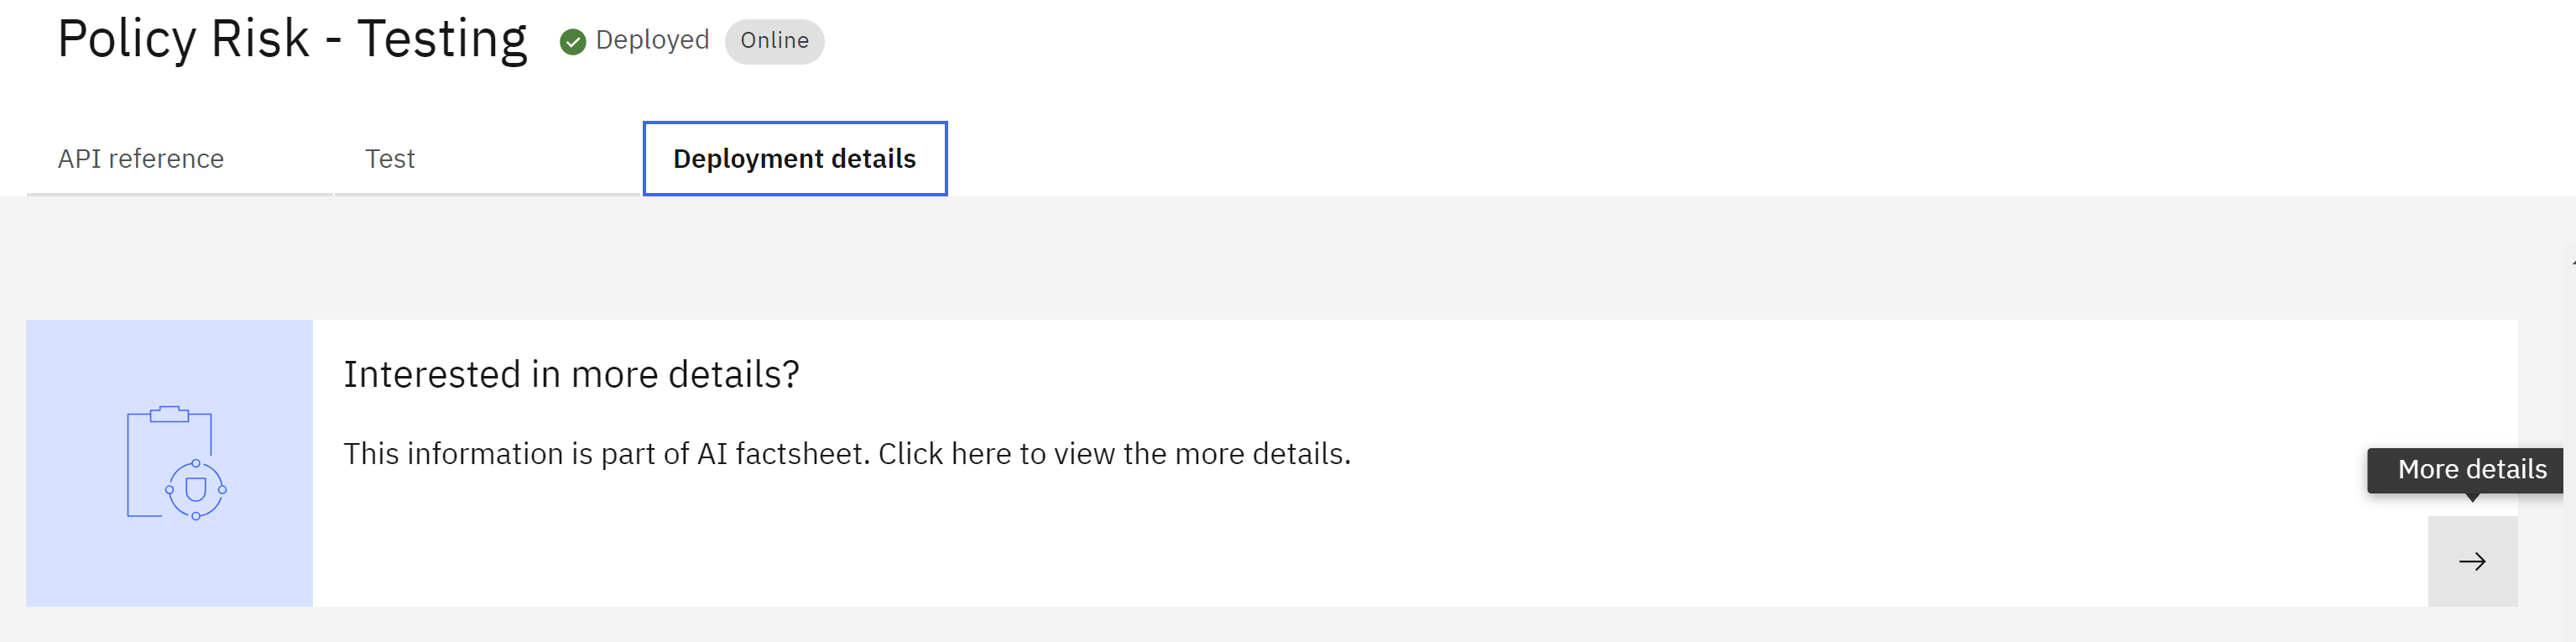 Policy Risk - Testing Deployed Online
API reference Test Deployment details
Interested in more details?
This information is part of AI factsheet. Click here to view the more details.
More details